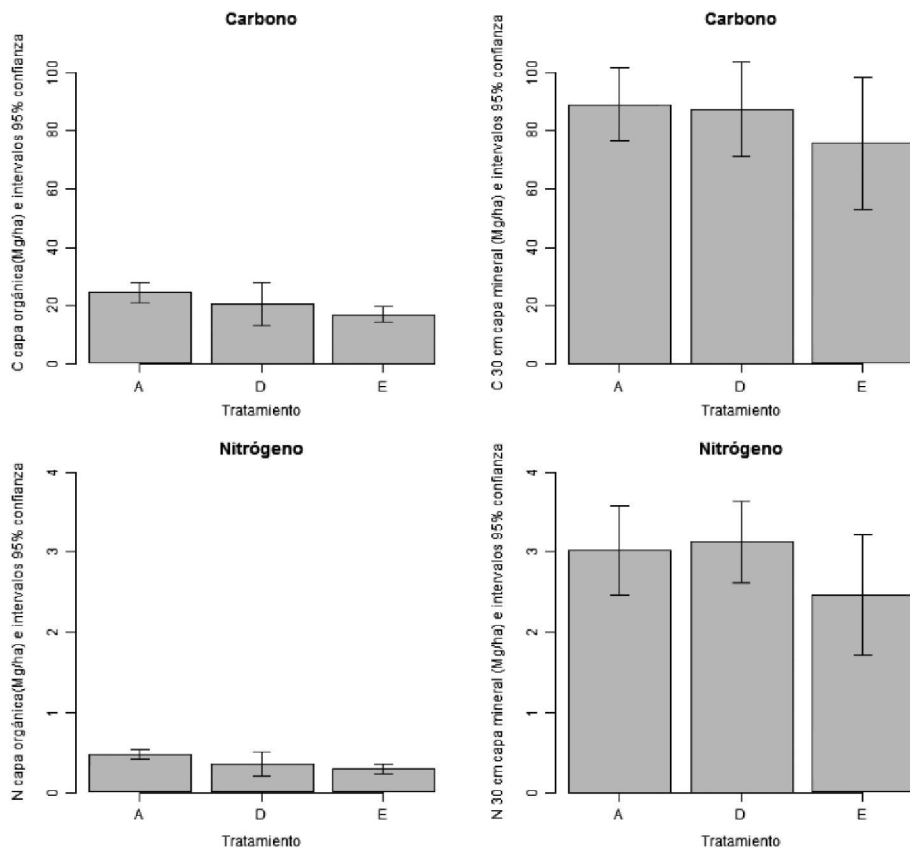 Carbono
C capa orgánica(Mg/ha) e intervalos 95% confianza
100
80
60
40
20
0
A D E
Tratamiento
Carbono
C 30 cm capa mineral (Mg/ha) e intervalos 95% confianza
100
80
60
40
20
0
A D E
Tratamiento
Nitrógeno
N capa orgánica(Mg/ha) e intervalos 95% confianza
4
3
2
1
0
A D E
Tratamiento
Nitrógeno
N 30 cm capa mineral (Mg/ha) e intervalos 95% confianza
4
3
2
1
0
A D E
Tratamiento